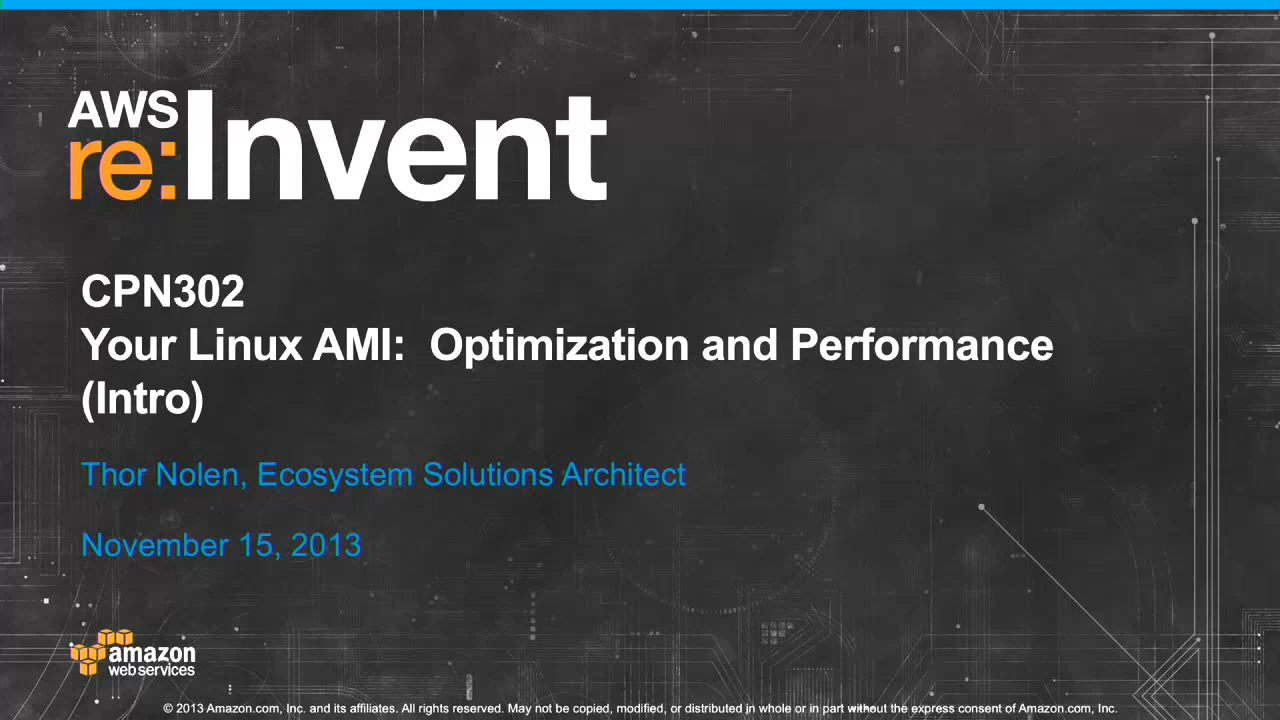 AWS
re:Invent
CPN302
Your Linux AMI:  Optimization and Performance
(Intro)
Thor Nolen, Ecosystem Solutions Architect
November 15, 2013
amazon
webservices
© 2013 Amazon.com, Inc. and its affiliates. All rights reserved. May not be copied, modified, or distributed in whole or in part without the express consent of Amazon.com, Inc.